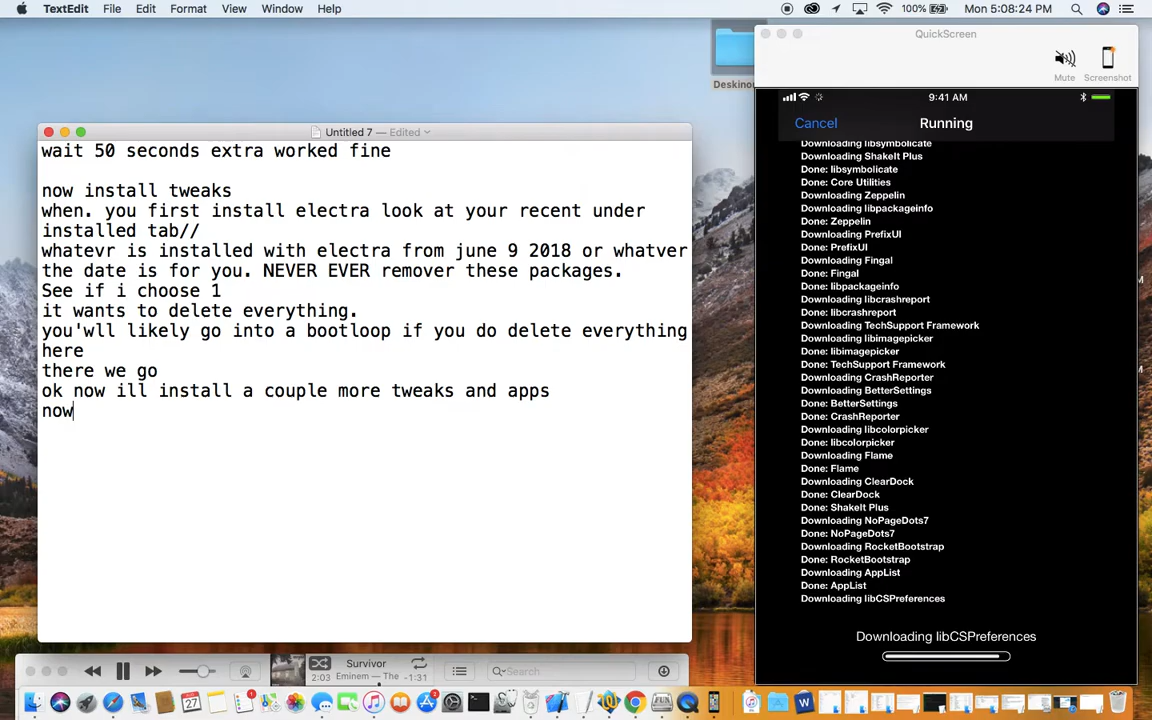 TextEdit File Edit Format View Window Help
100% Mon 5:08:24 PM
Deskino
QuickScreen
Mute Screenshot
9:41 AM
Cancel Running
Untitled 7 — Edited
wait 50 seconds extra worked fine
now install tweaks
when. you first install electra look at your recent under
installed tab//
whatevr is installed with electra from june 9 2018 or whatver
the date is for you. NEVER EVER remover these packages.
See if i choose 1
it wants to delete everything.
you'wll likely go into a bootloop if you do delete everything
here
there we go
ok now ill install a couple more tweaks and apps
now
Downloading libsymbolicate
Downloading ShakeIt Plus
Done: libsymbolicate
Done: Core Utilities
Downloading Zeppelin
Downloading libpackageinfo
Done: Zeppelin
Downloading PrefixUI
Done: PrefixUI
Downloading Fingal
Done: Fingal
Done: libpackageinfo
Downloading libcrashreport
Done: libcrashreport
Downloading TechSupport Framework
Downloading libimagepicker
Done: libimagepicker
Done: TechSupport Framework
Downloading CrashReporter
Downloading BetterSettings
Done: BetterSettings
Done: CrashReporter
Downloading libcolorpicker
Done: libcolorpicker
Downloading Flame
Done: Flame
Downloading ClearDock
Done: ClearDock
Done: ShakeIt Plus
Downloading NoPageDots7
Done: NoPageDots7
Downloading RocketBootstrap
Done: RocketBootstrap
Downloading AppList
Done: AppList
Downloading libCSPreferences
Downloading libCSPreferences
Survivor
2:03 Eminem — The -1:31
Search
27